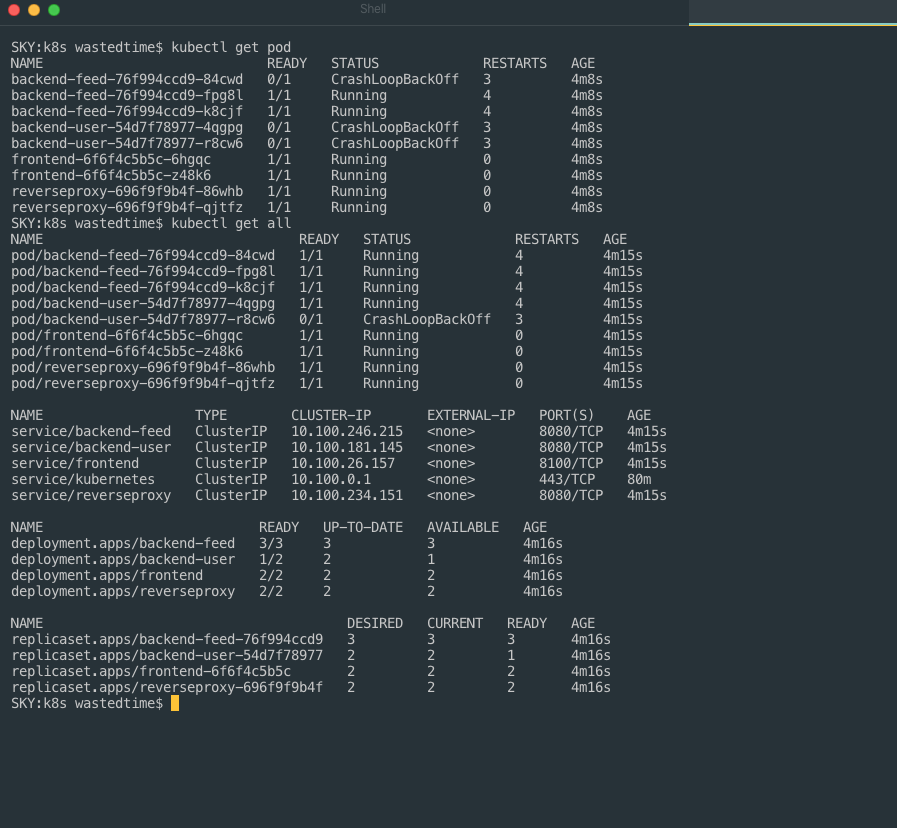 Shell
SKY:k8s wastedtime$ kubectl get pod
NAME READY STATUS RESTARTS AGE
backend-feed-76f994ccd9-84cwd 0/1 CrashLoopBackOff 3 4m8s
backend-feed-76f994ccd9-fpg8l 1/1 Running 4 4m8s
backend-feed-76f994ccd9-k8cjf 1/1 Running 4 4m8s
backend-user-54d7f78977-4qgpg 0/1 CrashLoopBackOff 3 4m8s
backend-user-54d7f78977-r8cw6 0/1 CrashLoopBackOff 3 4m8s
frontend-6f6f4c5b5c-6hgqc 1/1 Running 0 4m8s
frontend-6f6f4c5b5c-z48k6 1/1 Running 0 4m8s
reverseproxy-696f9f9b4f-86whb 1/1 Running 0 4m8s
reverseproxy-696f9f9b4f-qjtfz 1/1 Running 0 4m8s
SKY:k8s wastedtime$ kubectl get all
NAME READY STATUS RESTARTS AGE
pod/backend-feed-76f994ccd9-84cwd 1/1 Running 4 4m15s
pod/backend-feed-76f994ccd9-fpg8l 1/1 Running 4 4m15s
pod/backend-feed-76f994ccd9-k8cjf 1/1 Running 4 4m15s
pod/backend-user-54d7f78977-4qgpg 1/1 Running 4 4m15s
pod/backend-user-54d7f78977-r8cw6 0/1 CrashLoopBackOff 3 4m15s
pod/frontend-6f6f4c5b5c-6hgqc 1/1 Running 0 4m15s
pod/frontend-6f6f4c5b5c-z48k6 1/1 Running 0 4m15s
pod/reverseproxy-696f9f9b4f-86whb 1/1 Running 0 4m15s
pod/reverseproxy-696f9f9b4f-qjtfz 1/1 Running 0 4m15s
NAME TYPE CLUSTER-IP EXTERNAL-IP PORT(S) AGE
service/backend-feed ClusterIP 10.100.246.215 <none> 8080/TCP 4m15s
service/backend-user ClusterIP 10.100.181.145 <none> 8080/TCP 4m15s
service/frontend ClusterIP 10.100.26.157 <none> 8100/TCP 4m15s
service/kubernetes ClusterIP 10.100.0.1 <none> 443/TCP 80m
service/reverseproxy ClusterIP 10.100.234.151 <none> 8080/TCP 4m15s
NAME READY UP-TO-DATE AVAILABLE AGE
deployment.apps/backend-feed 3/3 3 3 4m16s
deployment.apps/backend-user 1/2 2 1 4m16s
deployment.apps/frontend 2/2 2 2 4m16s
deployment.apps/reverseproxy 2/2 2 2 4m16s
NAME DESIRED CURRENT READY AGE
replicaset.apps/backend-feed-76f994ccd9 3 3 3 4m16s
replicaset.apps/backend-user-54d7f78977 2 2 1 4m16s
replicaset.apps/frontend-6f6f4c5b5c 2 2 2 4m16s
replicaset.apps/reverseproxy-696f9f9b4f 2 2 2 4m16s
SKY:k8s wastedtime$